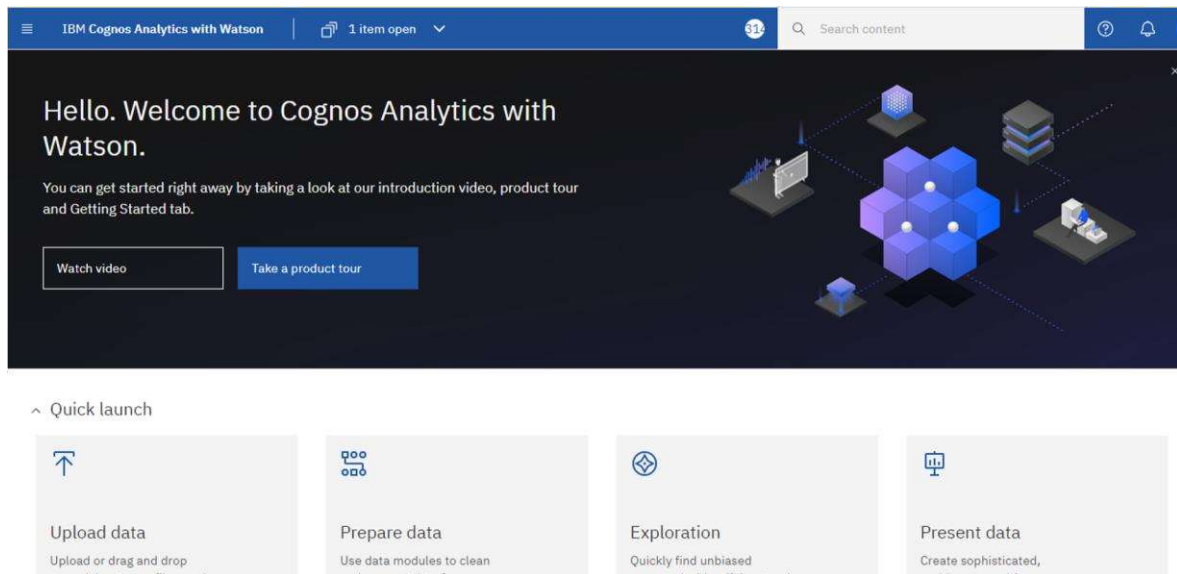 IBM Cognos Analytics with Watson
1 item open
Search content
Hello. Welcome to Cognos Analytics with
Watson.
You can get started right away by taking a look at our introduction video, product tour
and Getting Started tab.
Watch video
Take a product tour
Quick launch
Upload data
Upload or drag and drop
Prepare data
Use data modules to clean
Exploration
Quickly find unbiased
Present data
Create sophisticated,